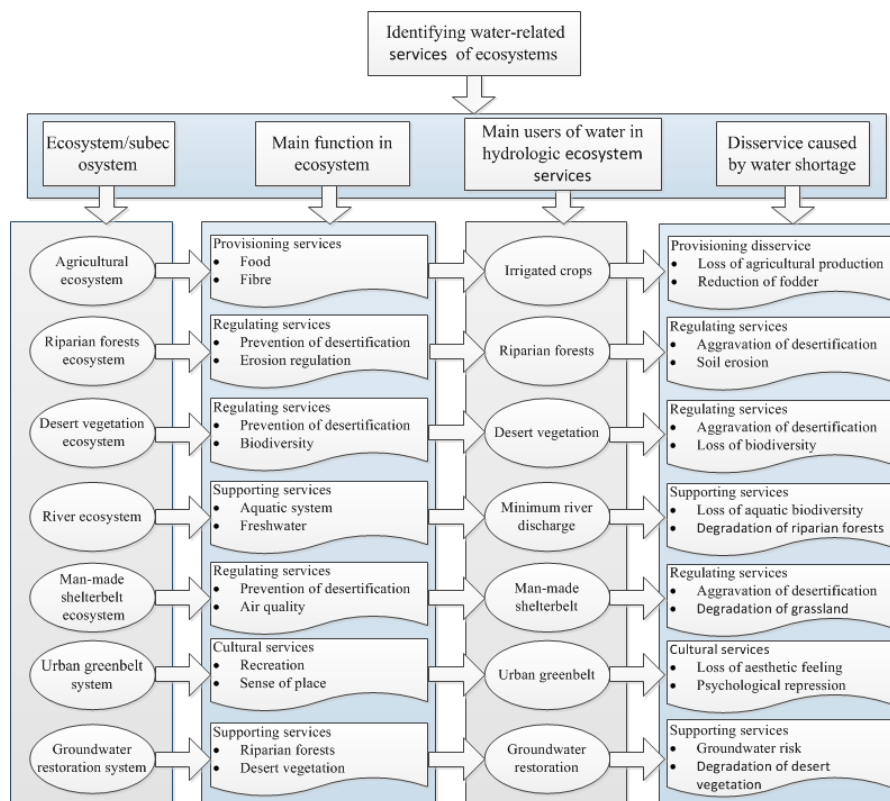 Identifying water-related
services of ecosystems
Ecosystem/subec
osystem
Main function in
ecosystem
Main users of water in
hydrologic ecosystem
services
Disservice caused
by water shortage
Agricultural
ecosystem
Provisioning services
• Food
• Fibre
Irrigated crops
Provisioning disservice
• Loss of agricultural production
• Reduction of fodder
Riparian forests
ecosystem
Regulating services
• Prevention of desertification
• Erosion regulation
Riparian forests
Regulating services
• Aggravation of desertification
• Soil erosion
Desert vegetation
ecosystem
Regulating services
• Prevention of desertification
• Biodiversity
Desert vegetation
Regulating services
• Aggravation of desertification
• Loss of biodiversity
River ecosystem
Supporting services
• Aquatic system
• Freshwater
Minimum river
discharge
Supporting services
• Loss of aquatic biodiversity
• Degradation of riparian forests
Man-made
shelterbelt
ecosystem
Regulating services
• Prevention of desertification
• Air quality
Man-made
shelterbelt
Regulating services
• Aggravation of desertification
• Degradation of grassland
Urban greenbelt
system
Cultural services
• Recreation
• Sense of place
Urban greenbelt
Cultural services
• Loss of aesthetic feeling
• Psychological repression
Groundwater
restoration system
Supporting services
• Riparian forests
• Desert vegetation
Groundwater
restoration
Supporting services
• Groundwater risk
• Degradation of desert
vegetation